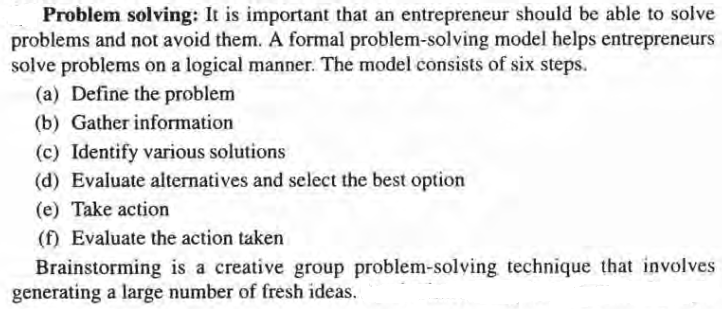 Problem solving: It is important that an entrepreneur should be able to solve
problems and not avoid them. A formal problem-solving model helps entrepreneurs
solve problems on a logical manner. The model consists of six steps.
(a) Define the problem
(b) Gather information
(c) Identify various solutions
(d) Evaluate alternatives and select the best option
(e) Take action
(f) Evaluate the action taken
Brainstorming is a creative group problem-solving technique that involves
generating a large number of fresh ideas.